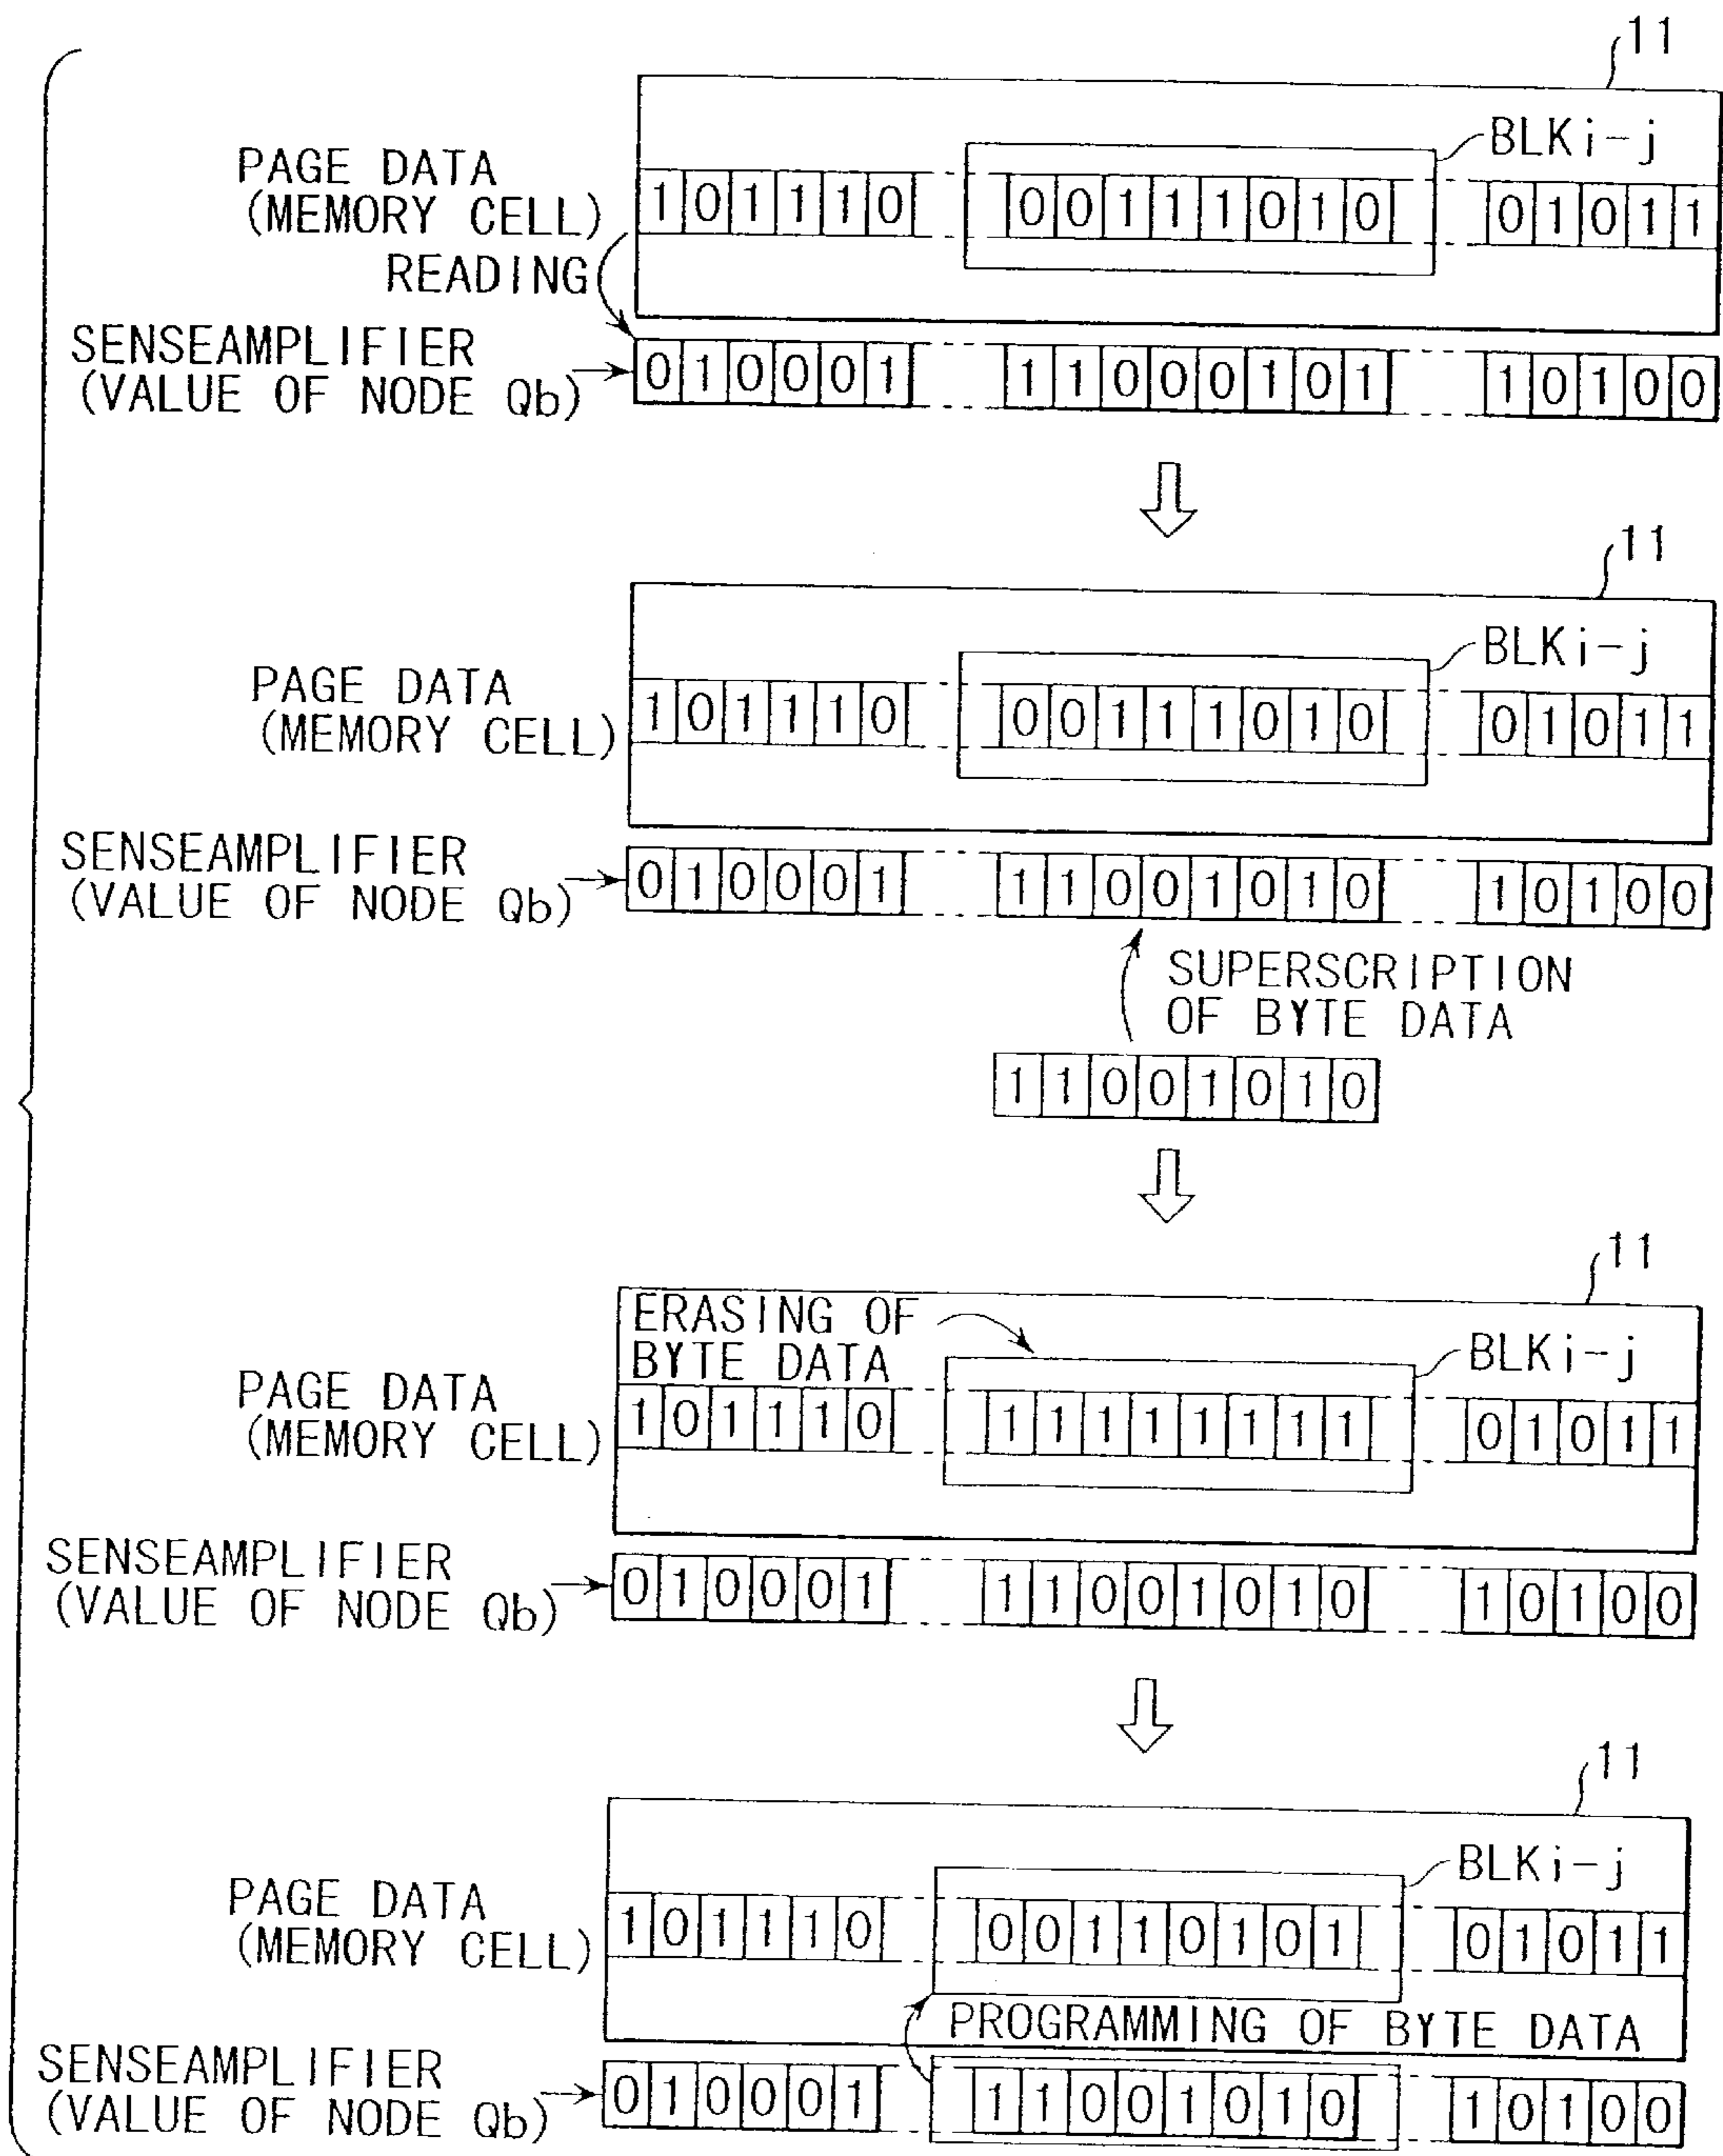 11
BLKi-j
PAGE DATA
(MEMORY CELL)
1 0 1 1 1 0 0 0 1 1 1 0 1 0 0 1 0 1 1
READING
SENSEAMPLIFIER
(VALUE OF NODE Qb)
0 1 0 0 0 1 1 1 0 0 0 1 0 1 1 0 1 0 0
11
BLKi-j
PAGE DATA
(MEMORY CELL)
1 0 1 1 1 0 0 0 1 1 1 0 1 0 0 1 0 1 1
SENSEAMPLIFIER
(VALUE OF NODE Qb)
0 1 0 0 0 1 1 1 0 0 1 0 1 0 1 0 1 0 0
SUPERSCRIPTION
OF BYTE DATA
1 1 0 0 1 0 1 0
11
ERASING OF
BYTE DATA
BLKi-j
PAGE DATA
(MEMORY CELL)
1 0 1 1 1 0 1 1 1 1 1 1 1 1 0 1 0 1 1
SENSEAMPLIFIER
(VALUE OF NODE Qb)
0 1 0 0 0 1 1 1 0 0 1 0 1 0 1 0 1 0 0
11
BLKi-j
PAGE DATA
(MEMORY CELL)
1 0 1 1 1 0 0 0 1 1 0 1 0 1 0 1 0 1 1
PROGRAMMING OF BYTE DATA
SENSEAMPLIFIER
(VALUE OF NODE Qb)
0 1 0 0 0 1 1 1 0 0 1 0 1 0 1 0 1 0 0